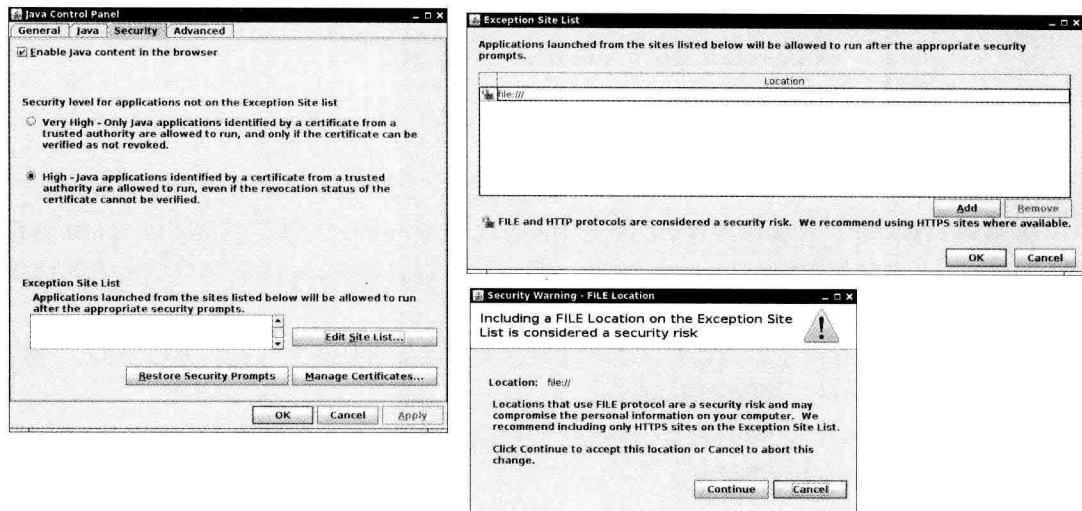 Java Control Panel
General Java Security Advanced
Enable Java content in the browser
Security level for applications not on the Exception Site list
Very High - Only Java applications identified by a certificate from a
trusted authority are allowed to run, and only if the certificate can be
verified as not revoked.
High - Java applications identified by a certificate from a trusted
authority are allowed to run, even if the revocation status of the
certificate cannot be verified.
Exception Site List
Applications launched from the sites listed below will be allowed to run
after the appropriate security prompts.
Edit Site List...
Restore Security Prompts Manage Certificates...
OK Cancel Apply
Exception Site List
Applications launched from the sites listed below will be allowed to run after the appropriate security
prompts.
Location
file:///
Add Remove
FILE and HTTP protocols are considered a security risk. We recommend using HTTPS sites where available.
OK Cancel
Security Warning - FILE Location
Including a FILE Location on the Exception Site
List is considered a security risk
Location: file://
Locations that use FILE protocol are a security risk and may
compromise the personal information on your computer. We
recommend including only HTTPS sites on the Exception Site List.
Click Continue to accept this location or Cancel to abort this
change.
Continue Cancel